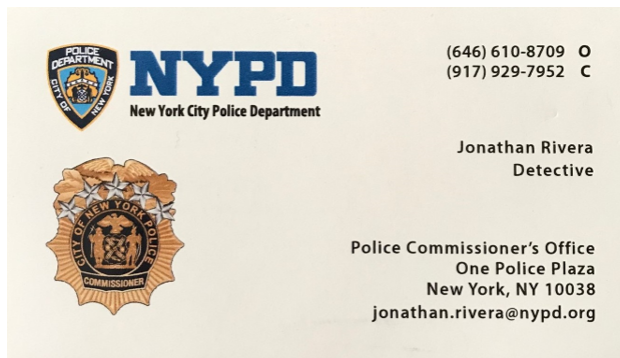 POLICE
DEPARTMENT
CITY OF
NEW YORK
NYPD
New York City Police Department
(646) 610-8709 O
(917) 929-7952 C
Jonathan Rivera
Detective
CITY OF NEW YORK POLICE
COMMISSIONER
Police Commissioner's Office
One Police Plaza
New York, NY 10038
jonathan.rivera@nypd.org